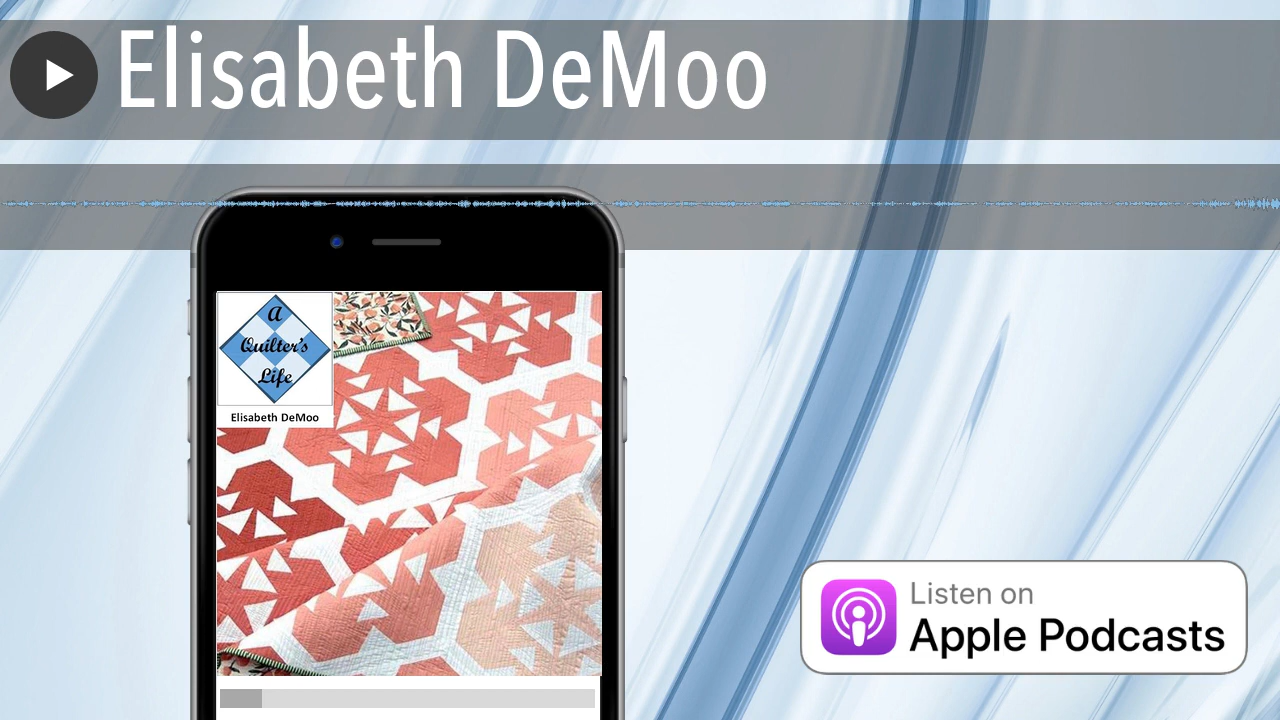 Elisabeth DeMoo
A
Quilter's
Life
Elisabeth DeMoo
Listen on
Apple Podcasts